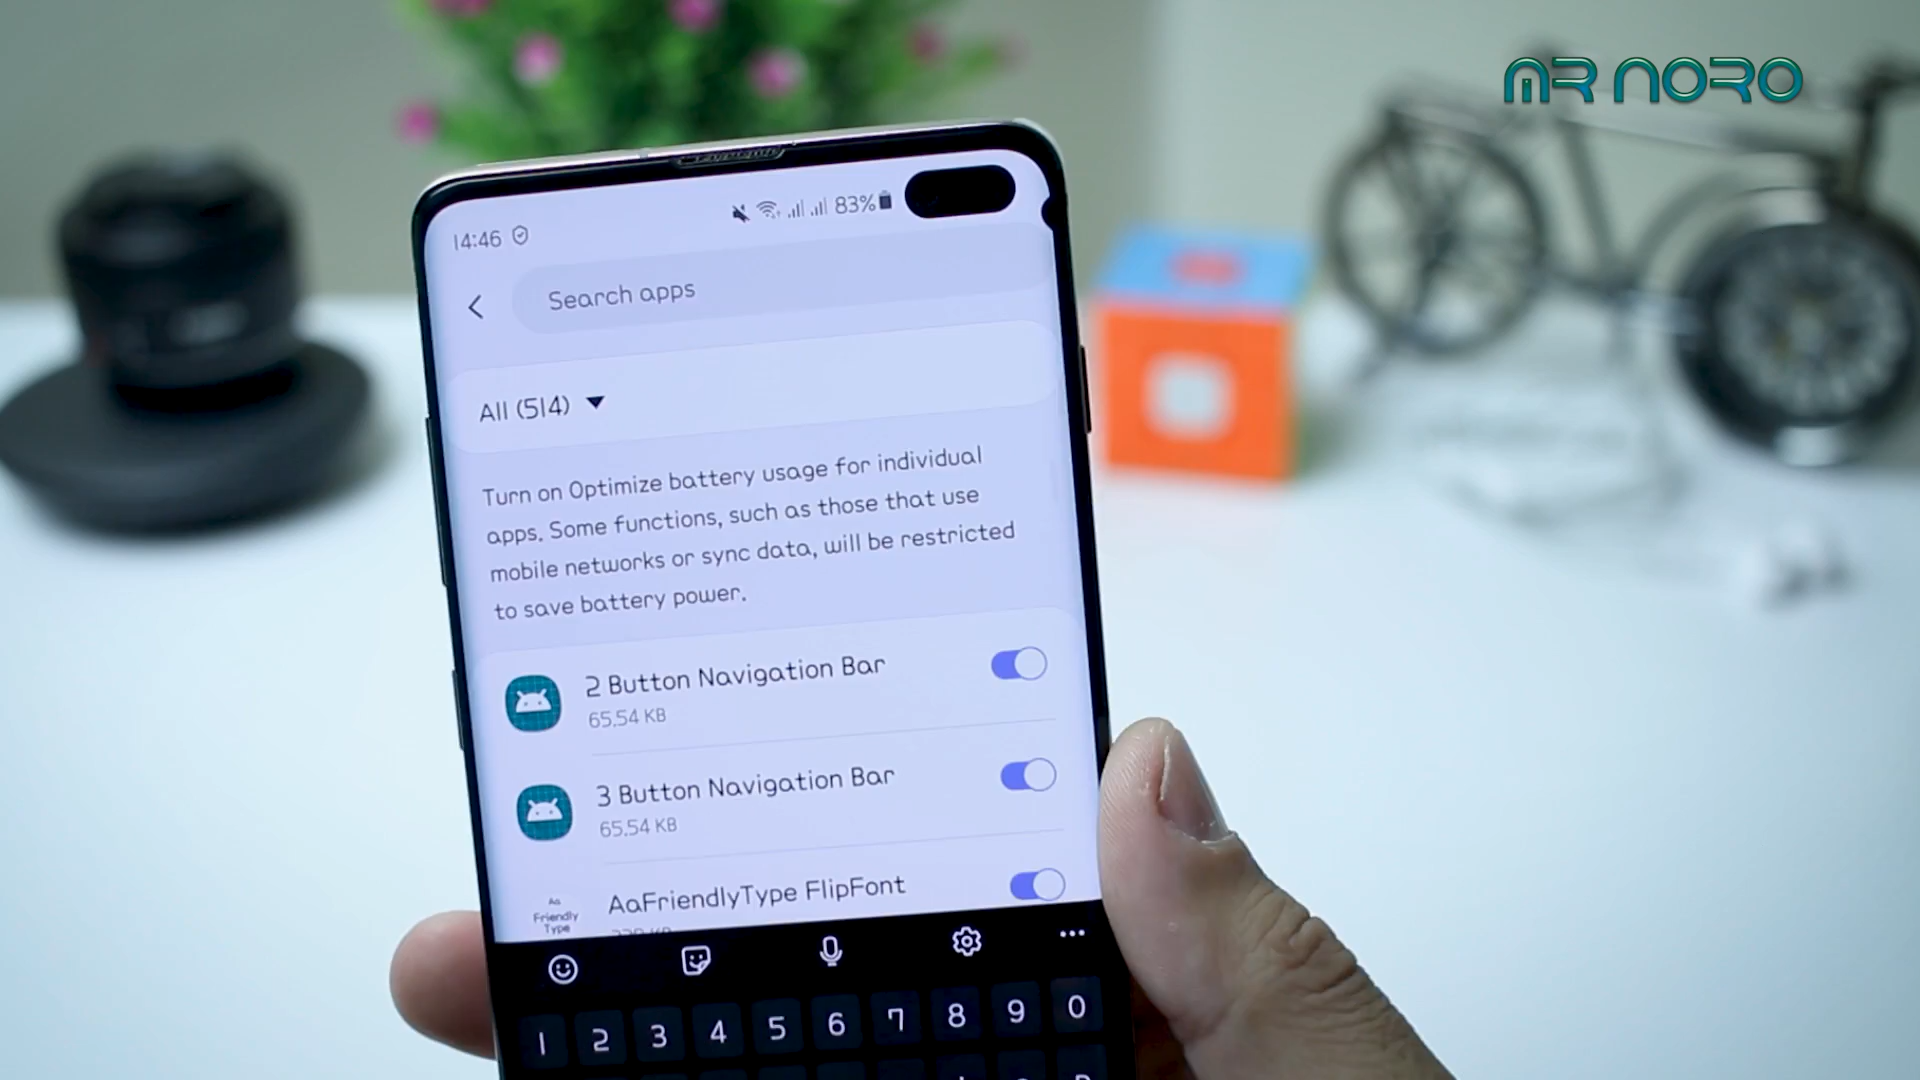 MR NORO
14:46 83%
Search apps
All (514)
Turn on Optimize battery usage for individual
apps. Some functions, such as those that use
mobile networks or sync data, will be restricted
to save battery power.
2 Button Navigation Bar
65.54 KB
3 Button Navigation Bar
65.54 KB
AaFriendlyType FlipFont
Aa
Friendly
Type
1 2 3 4 5 6 7 8 9 0